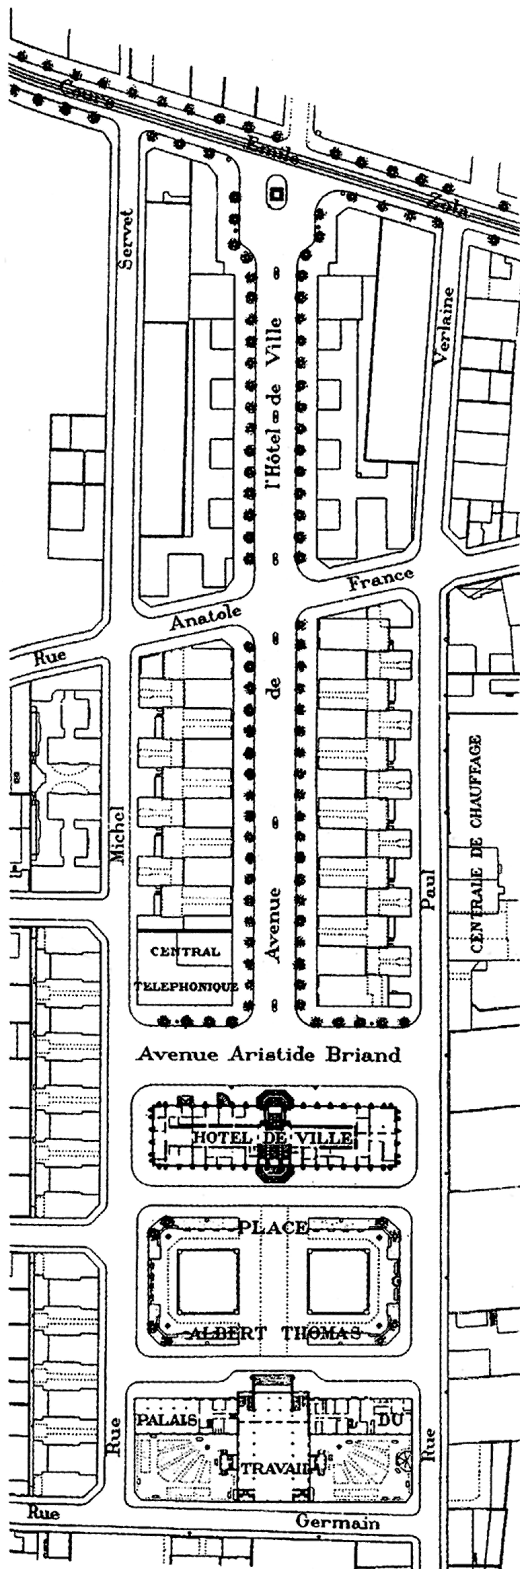 Cours Emile Zola
Rue Michel Servet
Avenue de l'Hôtel de Ville
Rue Paul Verlaine
Rue Anatole France
CENTRALE DE CHAUFFAGE
CENTRAL
TELEPHONIQUE
Avenue Aristide Briand
HOTEL DE VILLE
PLACE
ALBERT THOMAS
PALAIS DU
TRAVAIL
Rue Germain